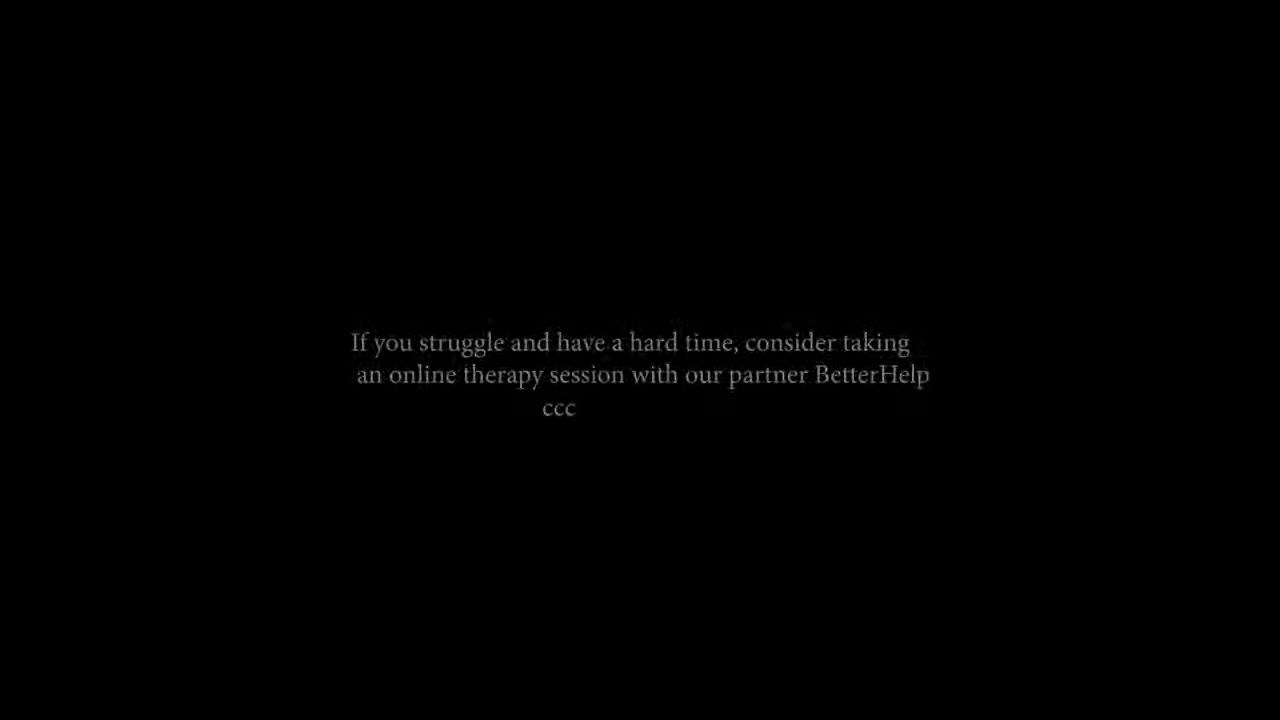 If you struggle and have a hard time, consider taking
an online therapy session with our partner BetterHelp
ccc